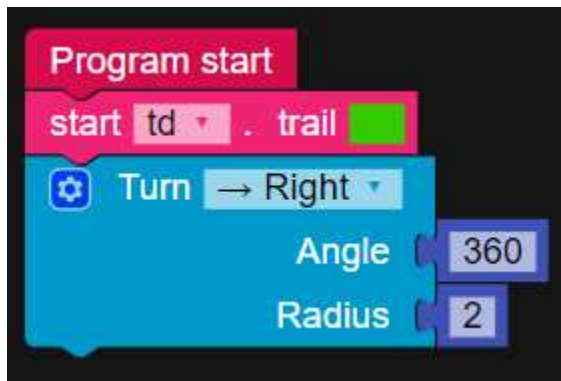 Program start
start td . trail
Turn → Right
Angle 360
Radius 2